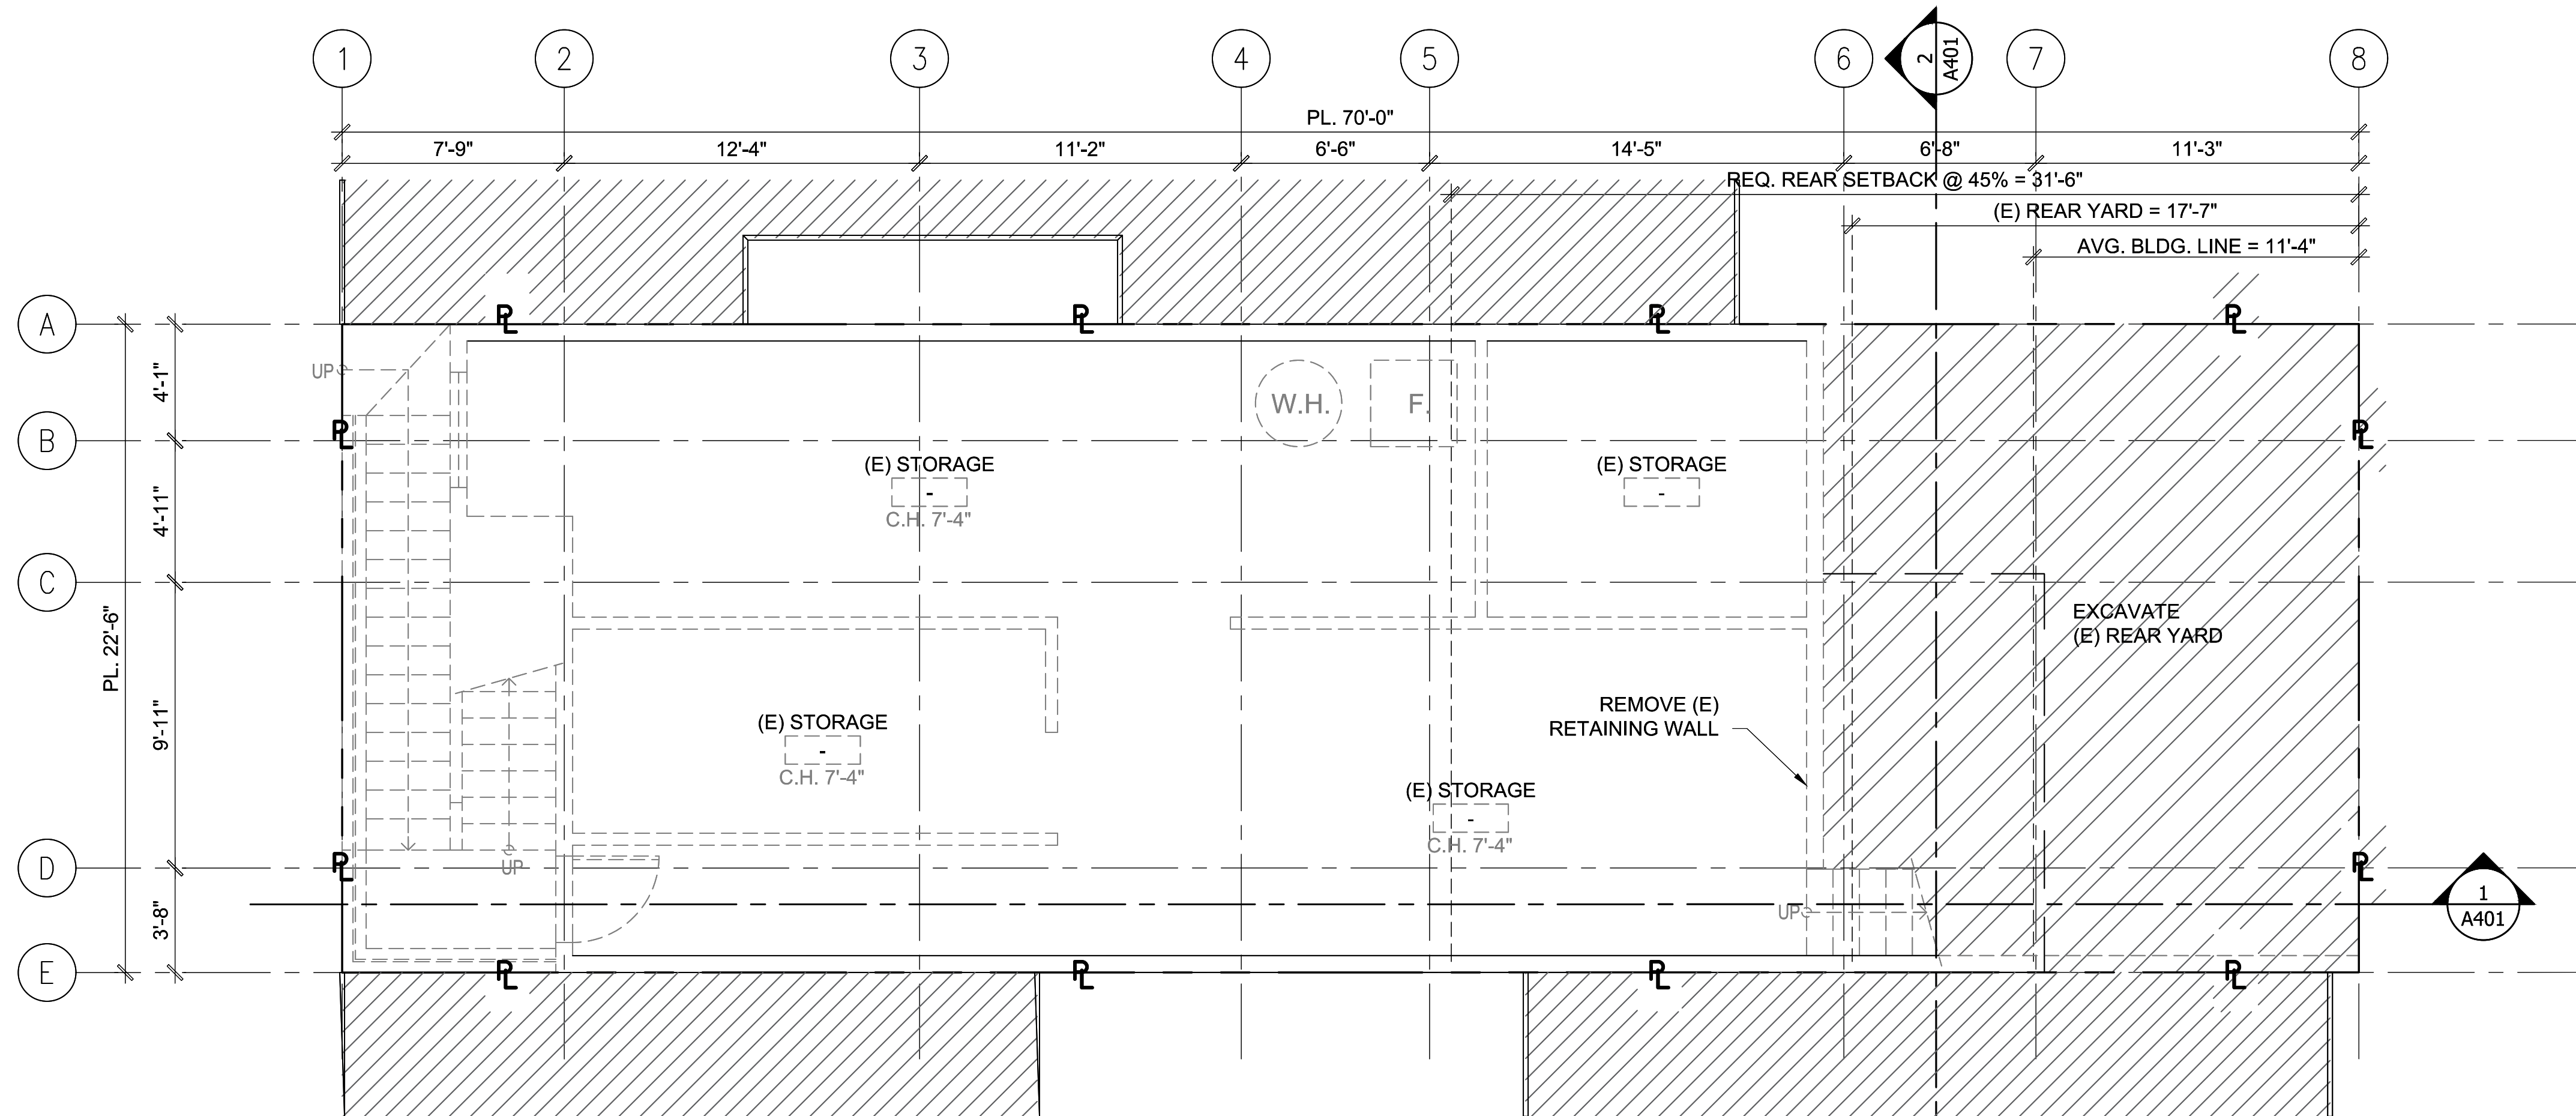 1
2
3
4
5
6
2
A401
7
8
PL. 70'-0"
7'-9"
12'-4"
11'-2"
6'-6"
14'-5"
6'-8"
11'-3"
REQ. REAR SETBACK @ 45% = 31'-6"
(E) REAR YARD = 17'-7"
AVG. BLDG. LINE = 11'-4"
A
PL
PL
PL
PL
UP
4'-1"
W.H.
F.
B
PL
PL
(E) STORAGE
-
C.H. 7'-4"
(E) STORAGE
-
4'-11"
C
PL. 22'-6"
EXCAVATE
(E) REAR YARD
9'-11"
(E) STORAGE
-
C.H. 7'-4"
REMOVE (E)
RETAINING WALL
(E) STORAGE
-
C.H. 7'-4"
D
PL
UP
PL
3'-8"
UP
1
A401
E
PL
PL
PL
PL